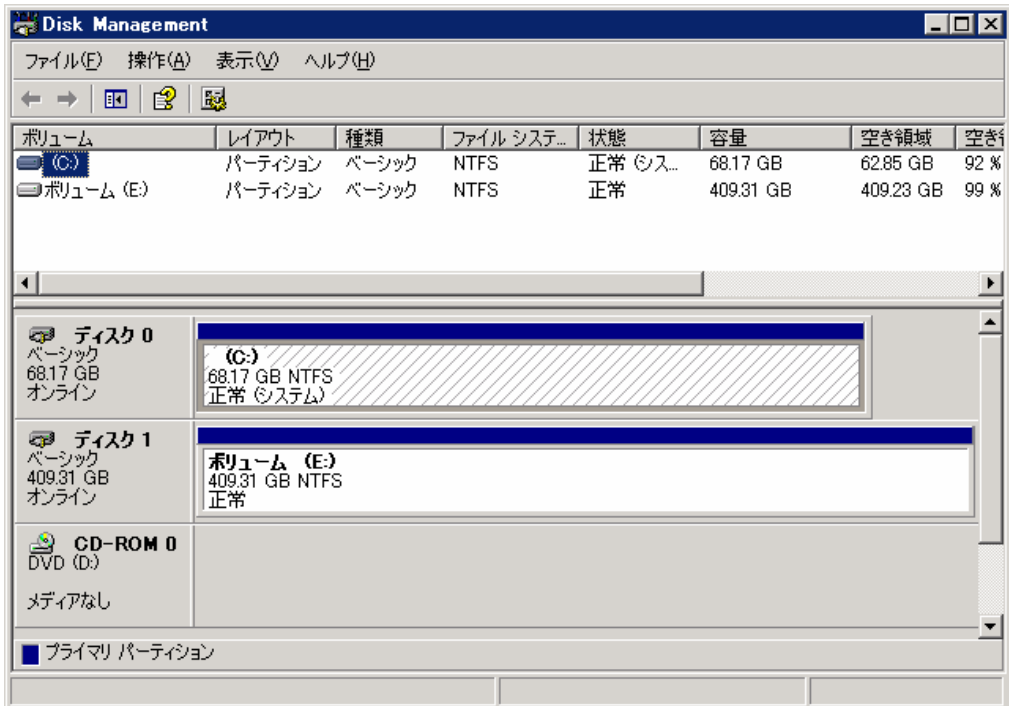 Disk Management
ファイル(F) 操作(A) 表示(V) ヘルプ(H)
ボリューム レイアウト 種類 ファイル システ... 状態 容量 空き領域 空き
(C:) パーティション ベーシック NTFS 正常 (シス... 68.17 GB 62.85 GB 92 %
ボリューム (E:) パーティション ベーシック NTFS 正常 409.31 GB 409.23 GB 99 %
ディスク 0
ベーシック
68.17 GB
オンライン
(C:)
68.17 GB NTFS
正常 (システム)
ディスク 1
ベーシック
409.31 GB
オンライン
ボリューム (E:)
409.31 GB NTFS
正常
CD-ROM 0
DVD (D:)
メディアなし
プライマリ パーティション